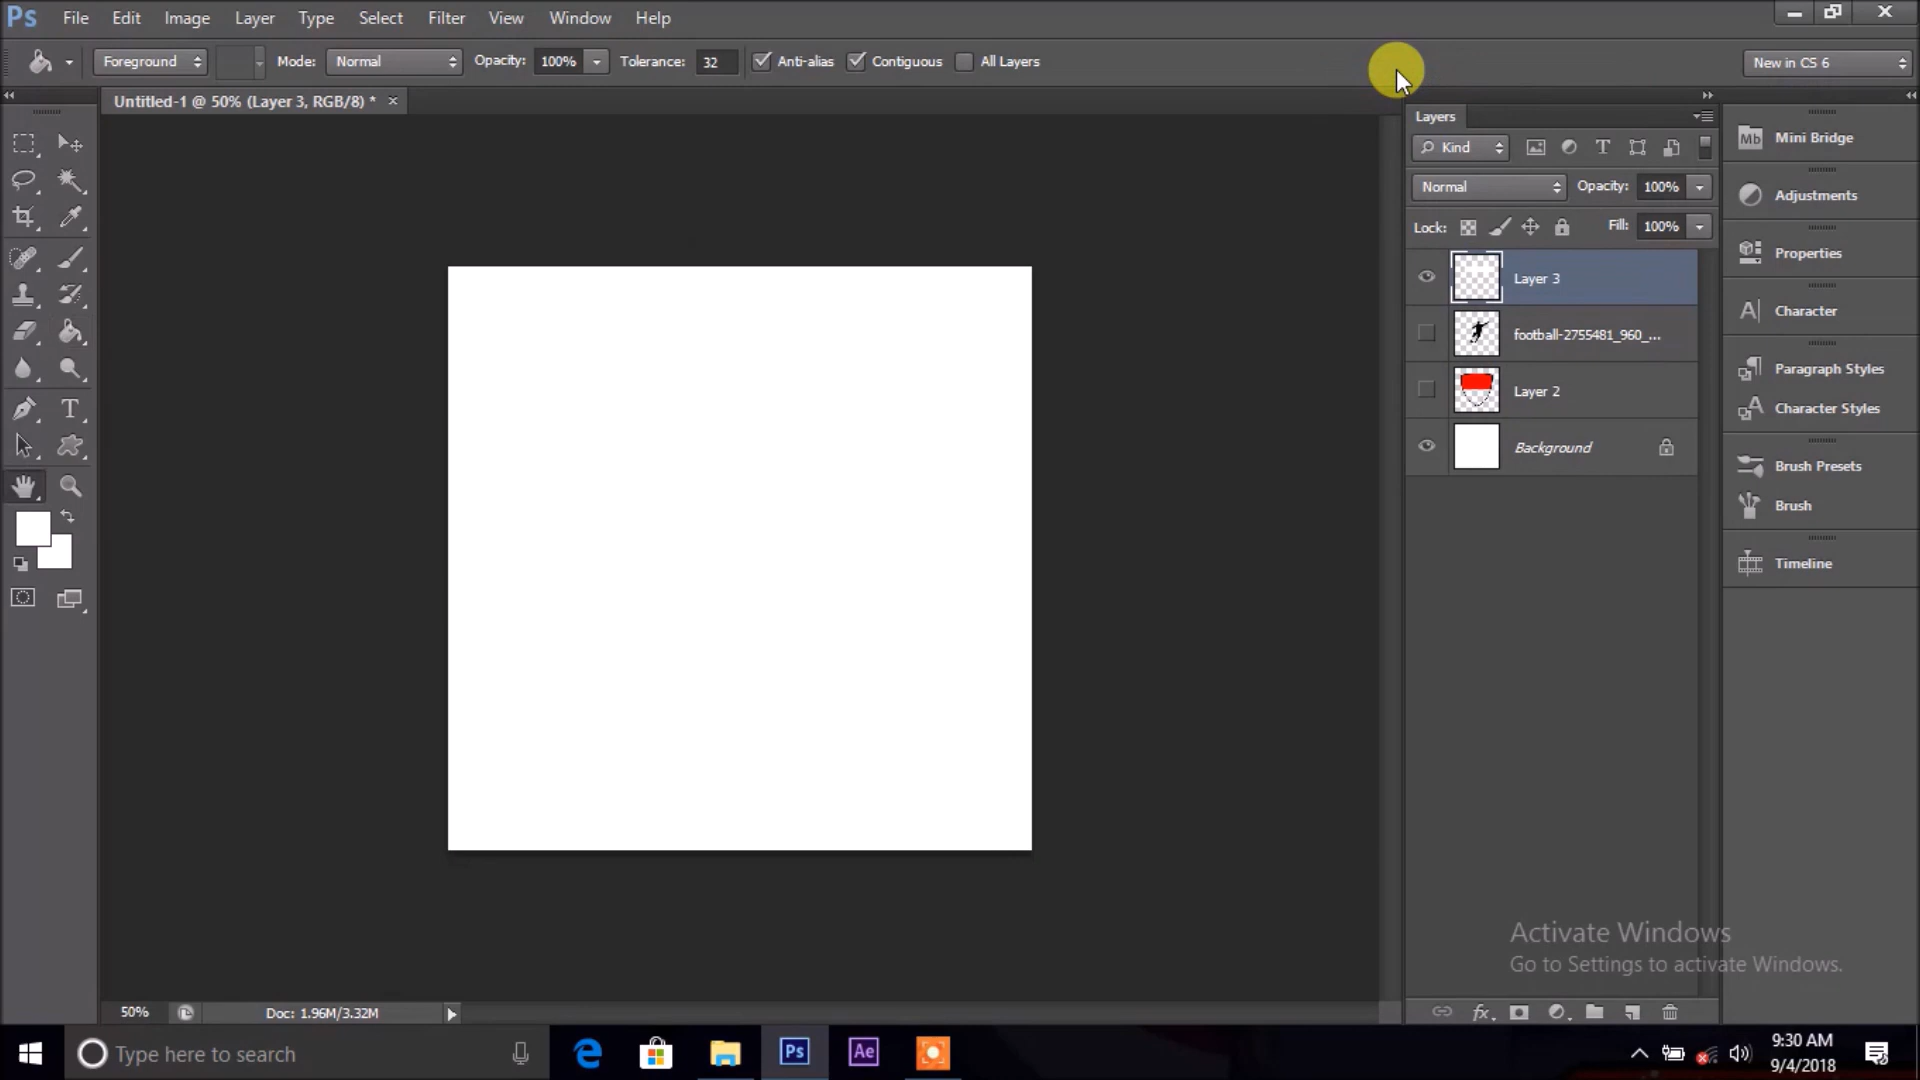 Ps File Edit Image Layer Type Select Filter View Window Help
Foreground Mode: Normal Opacity: 100% Tolerance: 32 Anti-alias Contiguous All Layers New in CS 6
Untitled-1 @ 50% (Layer 3, RGB/8) * ×
Layers
Kind
Normal Opacity: 100%
Lock: Fill: 100%
Layer 3
football-2755481_960_...
Layer 2
Background
Mb Mini Bridge
Adjustments
Properties
Character
Paragraph Styles
Character Styles
Brush Presets
Brush
Timeline
Activate Windows
Go to Settings to activate Windows.
50% Doc: 1.96M/3.32M
Type here to search
Ps
Ae
9:30 AM
9/4/2018